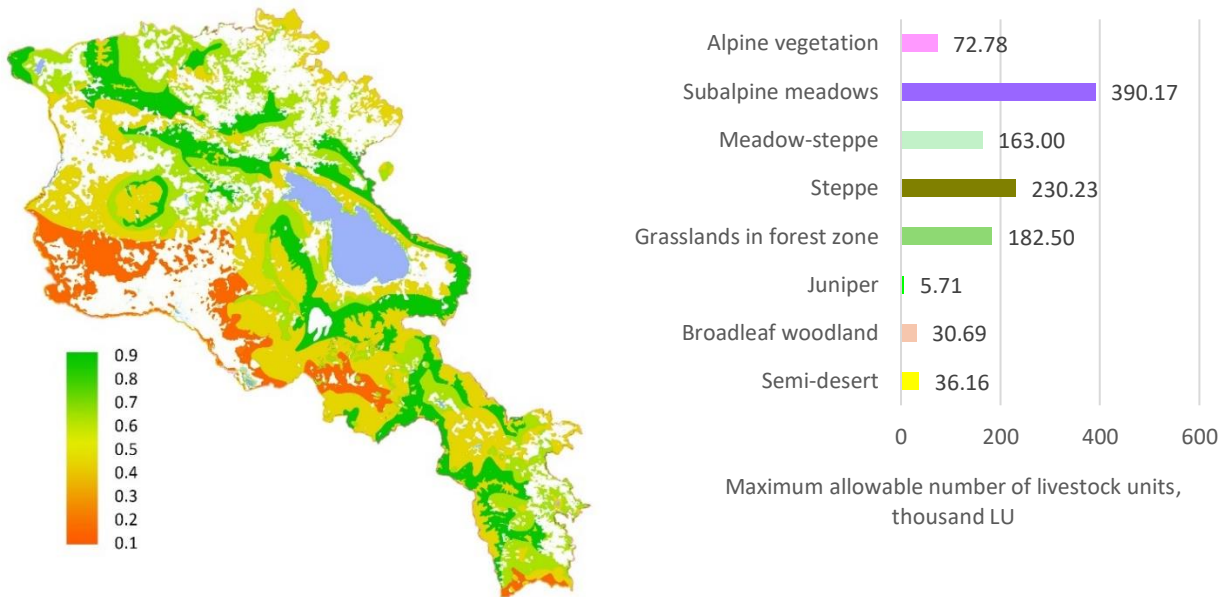 0.9
0.8
0.7
0.6
0.5
0.4
0.3
0.2
0.1
Alpine vegetation 72.78
Subalpine meadows 390.17
Meadow-steppe 163.00
Steppe 230.23
Grasslands in forest zone 182.50
Juniper 5.71
Broadleaf woodland 30.69
Semi-desert 36.16
0 200 400 600
Maximum allowable number of livestock units,
thousand LU